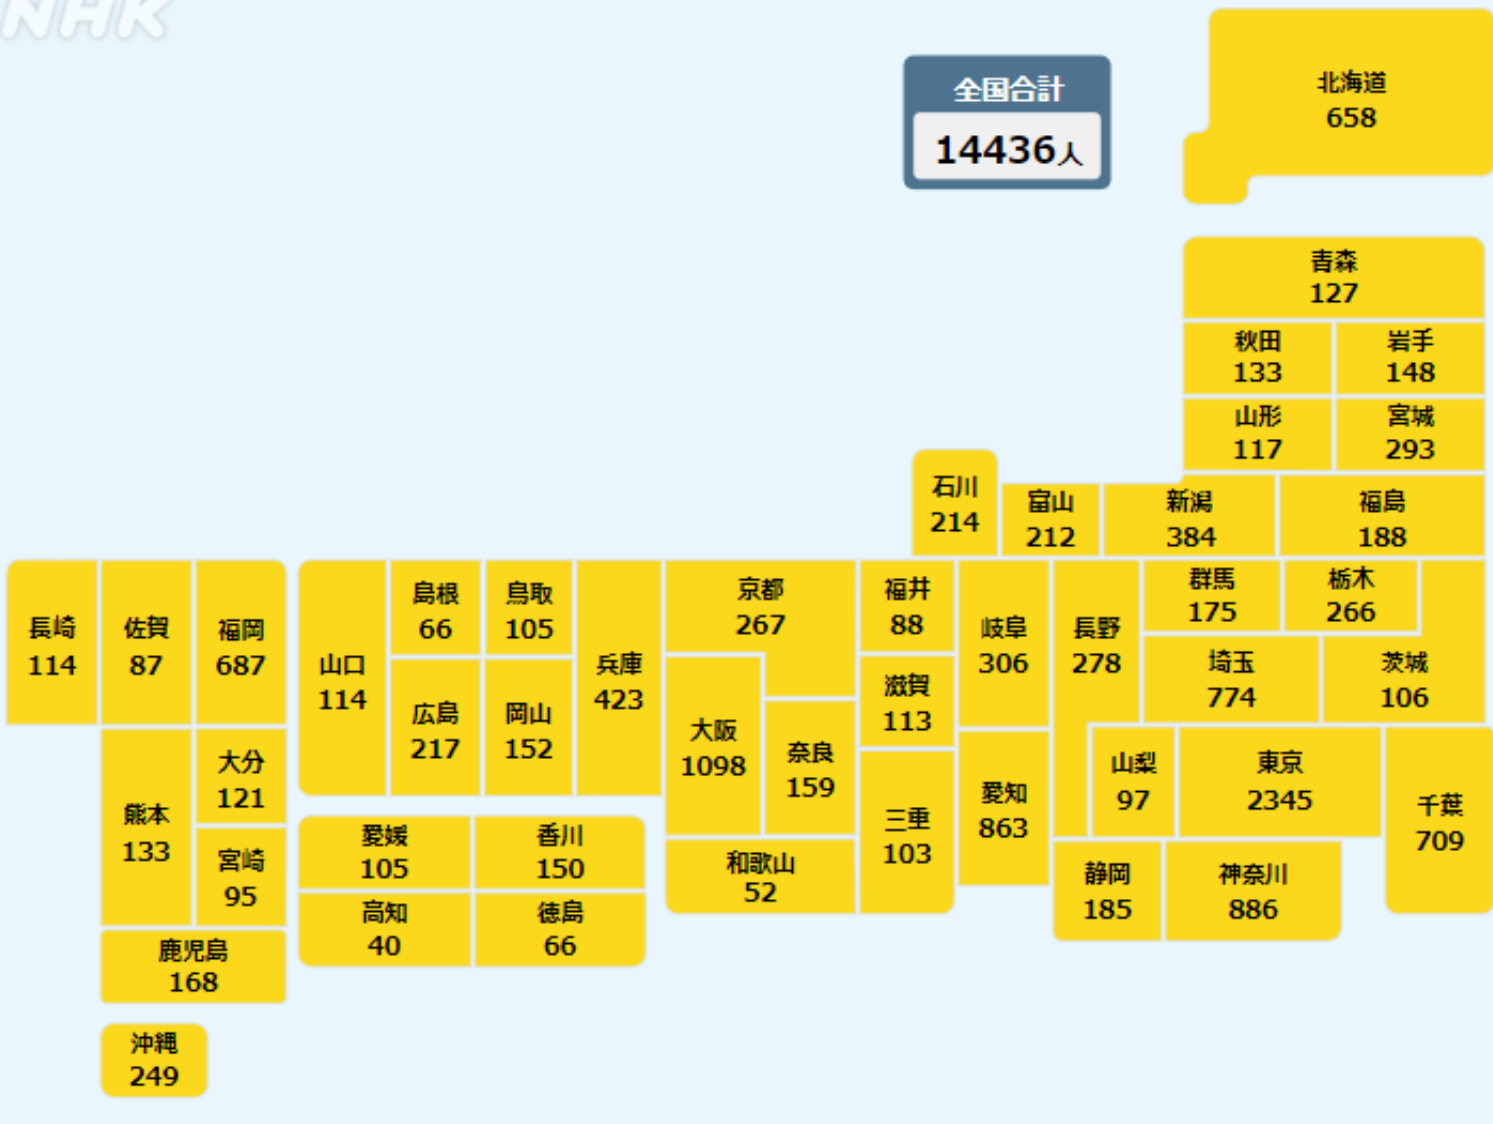 NHK
全国合計
14436人
北海道
658
青森
127
秋田
133
岩手
148
山形
117
宮城
293
石川
214
富山
212
新潟
384
福島
188
長崎
114
佐賀
87
福岡
687
山口
114
島根
66
鳥取
105
兵庫
423
京都
267
福井
88
岐阜
306
長野
278
群馬
175
栃木
266
広島
217
岡山
152
大阪
1098
奈良
159
滋賀
113
埼玉
774
茨城
106
熊本
133
大分
121
宮崎
95
三重
103
愛知
863
山梨
97
東京
2345
千葉
709
愛媛
105
香川
150
和歌山
52
静岡
185
神奈川
886
高知
40
徳島
66
鹿児島
168
沖縄
249